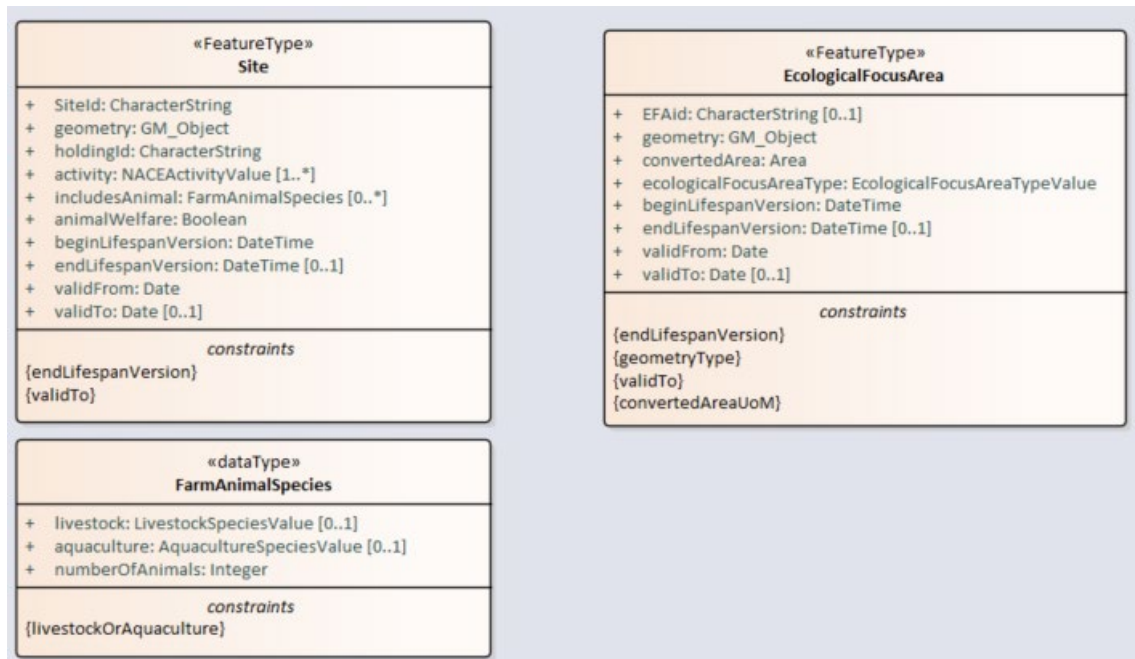 «FeatureType»
Site
+ SiteId: CharacterString
+ geometry: GM_Object
+ holdingId: CharacterString
+ activity: NACEActivityValue [1..*]
+ includesAnimal: FarmAnimalSpecies [0..*]
+ animalWelfare: Boolean
+ beginLifespanVersion: DateTime
+ endLifespanVersion: DateTime [0..1]
+ validFrom: Date
+ validTo: Date [0..1]
constraints
{endLifespanVersion}
{validTo}
«FeatureType»
EcologicalFocusArea
+ EFAid: CharacterString [0..1]
+ geometry: GM_Object
+ convertedArea: Area
+ ecologicalFocusAreaType: EcologicalFocusAreaTypeValue
+ beginLifespanVersion: DateTime
+ endLifespanVersion: DateTime [0..1]
+ validFrom: Date
+ validTo: Date [0..1]
constraints
{endLifespanVersion}
{geometryType}
{validTo}
{convertedAreaUoM}
«dataType»
FarmAnimalSpecies
+ livestock: LivestockSpeciesValue [0..1]
+ aquaculture: AquacultureSpeciesValue [0..1]
+ numberOfAnimals: Integer
constraints
{livestockOrAquaculture}